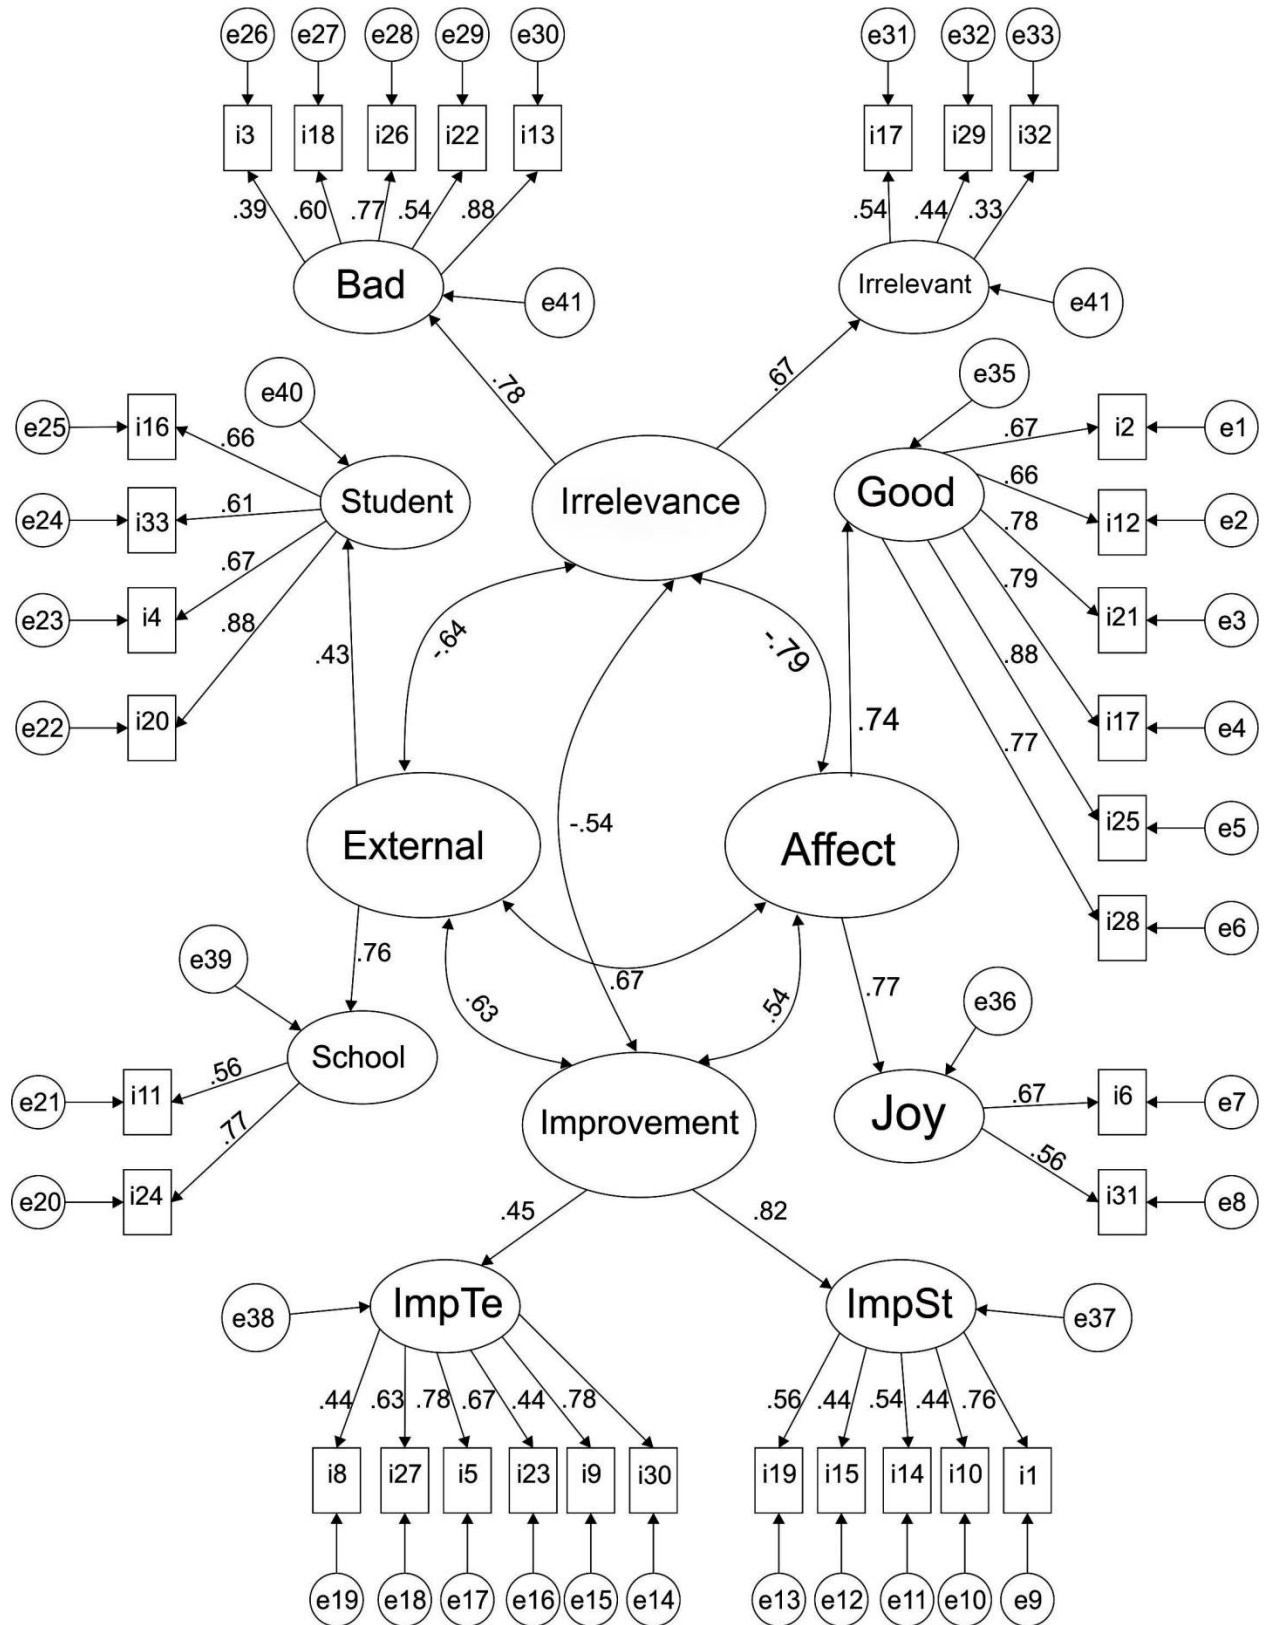 e26 e27 e28 e29 e30 e31 e32 e33
i3 i18 i26 i22 i13 i17 i29 i32
.39 .60 .77 .54 .88 .54 .44 .33
Bad
e41
Irrelevant
e41
.78
.67
e40
e35
e25
i16
.66
e24
i33
.61
e23
i4
.67
e22
i20
.88
Student
Irrelevance
Good
.67
i2
e1
.66
i12
e2
.78
i21
e3
.79
i17
e4
.88
i25
e5
.77
i28
e6
.43
-.64
-.79
.74
-.54
External
Affect
.76
.63
.67
.54
.77
e39
e36
School
e21
i11
.56
e20
i24
.77
Improvement
Joy
.67
i6
e7
.56
i31
e8
.45
.82
e38
ImpTe
ImpSt
e37
.44 .63 .78 .67 .44 .78 .56 .44 .54 .44 .76
i8 i27 i5 i23 i9 i30 i19 i15 i14 i10 i1
e19 e18 e17 e16 e15 e14 e13 e12 e11 e10 e9